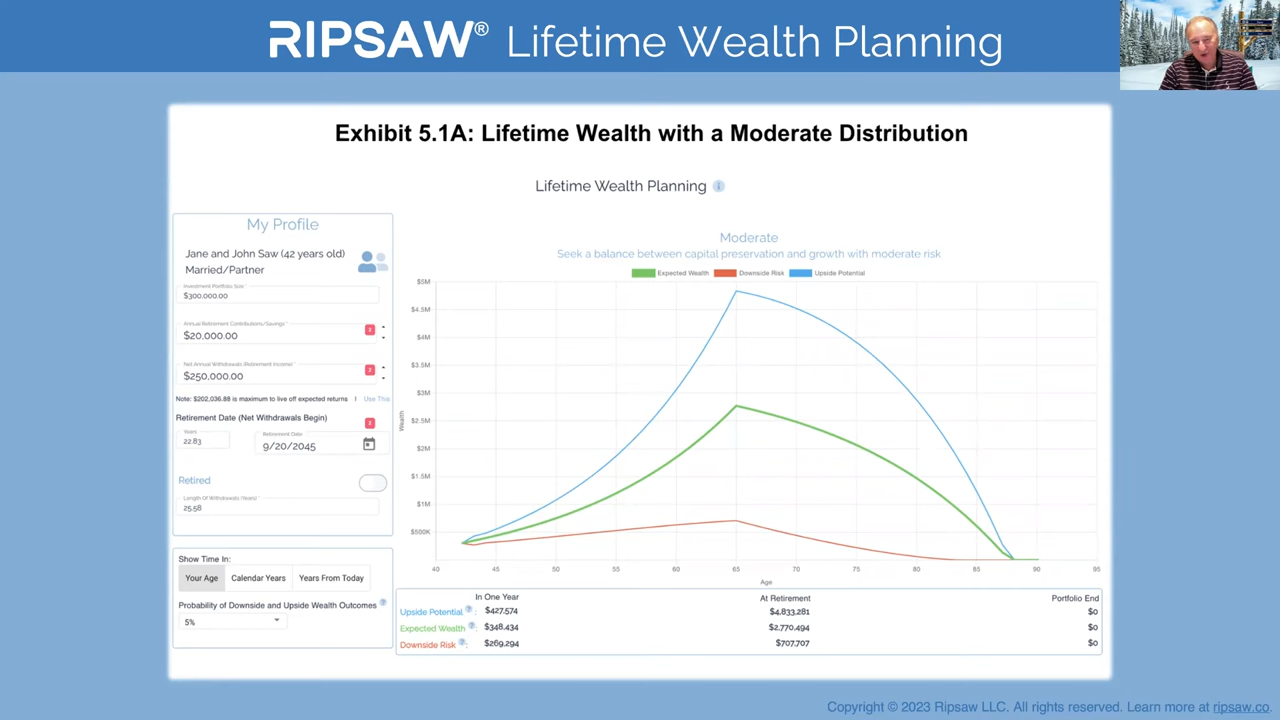 RIPSAW® Lifetime Wealth Planning
Exhibit 5.1A: Lifetime Wealth with a Moderate Distribution
Lifetime Wealth Planning
My Profile
Jane and John Saw (42 years old)
Married/Partner
Investment Portfolio Size *
$300,000.00
Annual Retirement Contributions/Savings *
$20,000.00
Net Annual Withdrawals (Retirement Income) *
$250,000.00
Note: $202,036.88 is maximum to live off expected returns | Use This
Retirement Date (Net Withdrawals Begin)
Years
22.83
Retirement Date
9/20/2045
Retired
Length Of Withdrawals (Years) *
25.58
Show Time In:
Your Age
Calendar Years
Years From Today
Probability of Downside and Upside Wealth Outcomes ?
5%
Moderate
Seek a balance between capital preservation and growth with moderate risk
Expected Wealth
Downside Risk
Upside Potential
$5M
$4.5M
$4M
$3.5M
$3M
$2.5M
$2M
$1.5M
$1M
$500K
Wealth
40 45 50 55 60 65 70 75 80 85 90 95
Age
In One Year At Retirement Portfolio End
Upside Potential ? : $427,574 $4,833,281 $0
Expected Wealth ? : $348,434 $2,770,494 $0
Downside Risk ? : $269,294 $707,707 $0
Copyright © 2023 Ripsaw LLC. All rights reserved. Learn more at ripsaw.co.